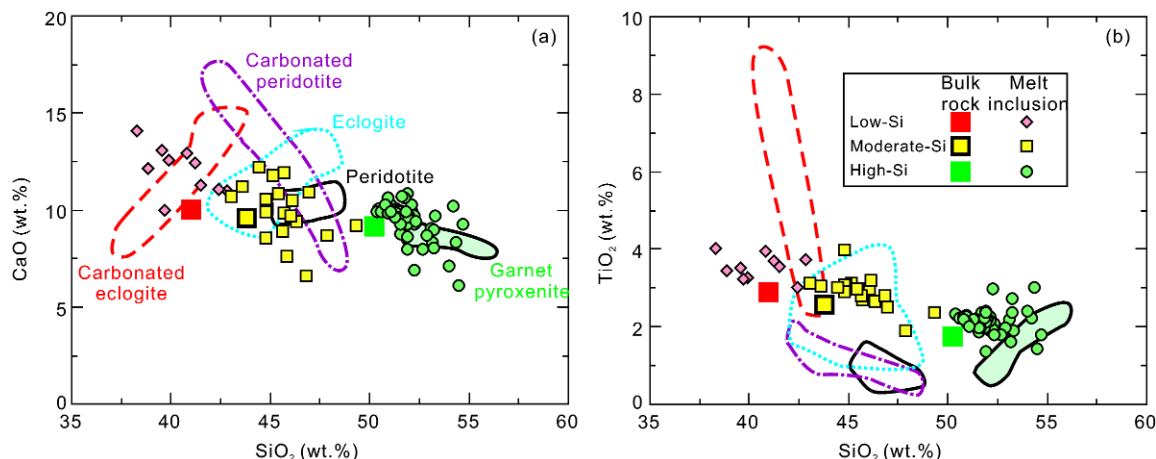 20
15
10
5
0
35
40
45
50
55
60
CaO (wt.%)
SiO₂ (wt.%)
(a)
Carbonated
peridotite
Eclogite
Peridotite
Carbonated
eclogite
Garnet
pyroxenite
10
8
6
4
2
0
35
40
45
50
55
60
TiO₂ (wt.%)
SiO₂ (wt.%)
(b)
Bulk
rock
Melt
inclusion
Low-Si
Moderate-Si
High-Si